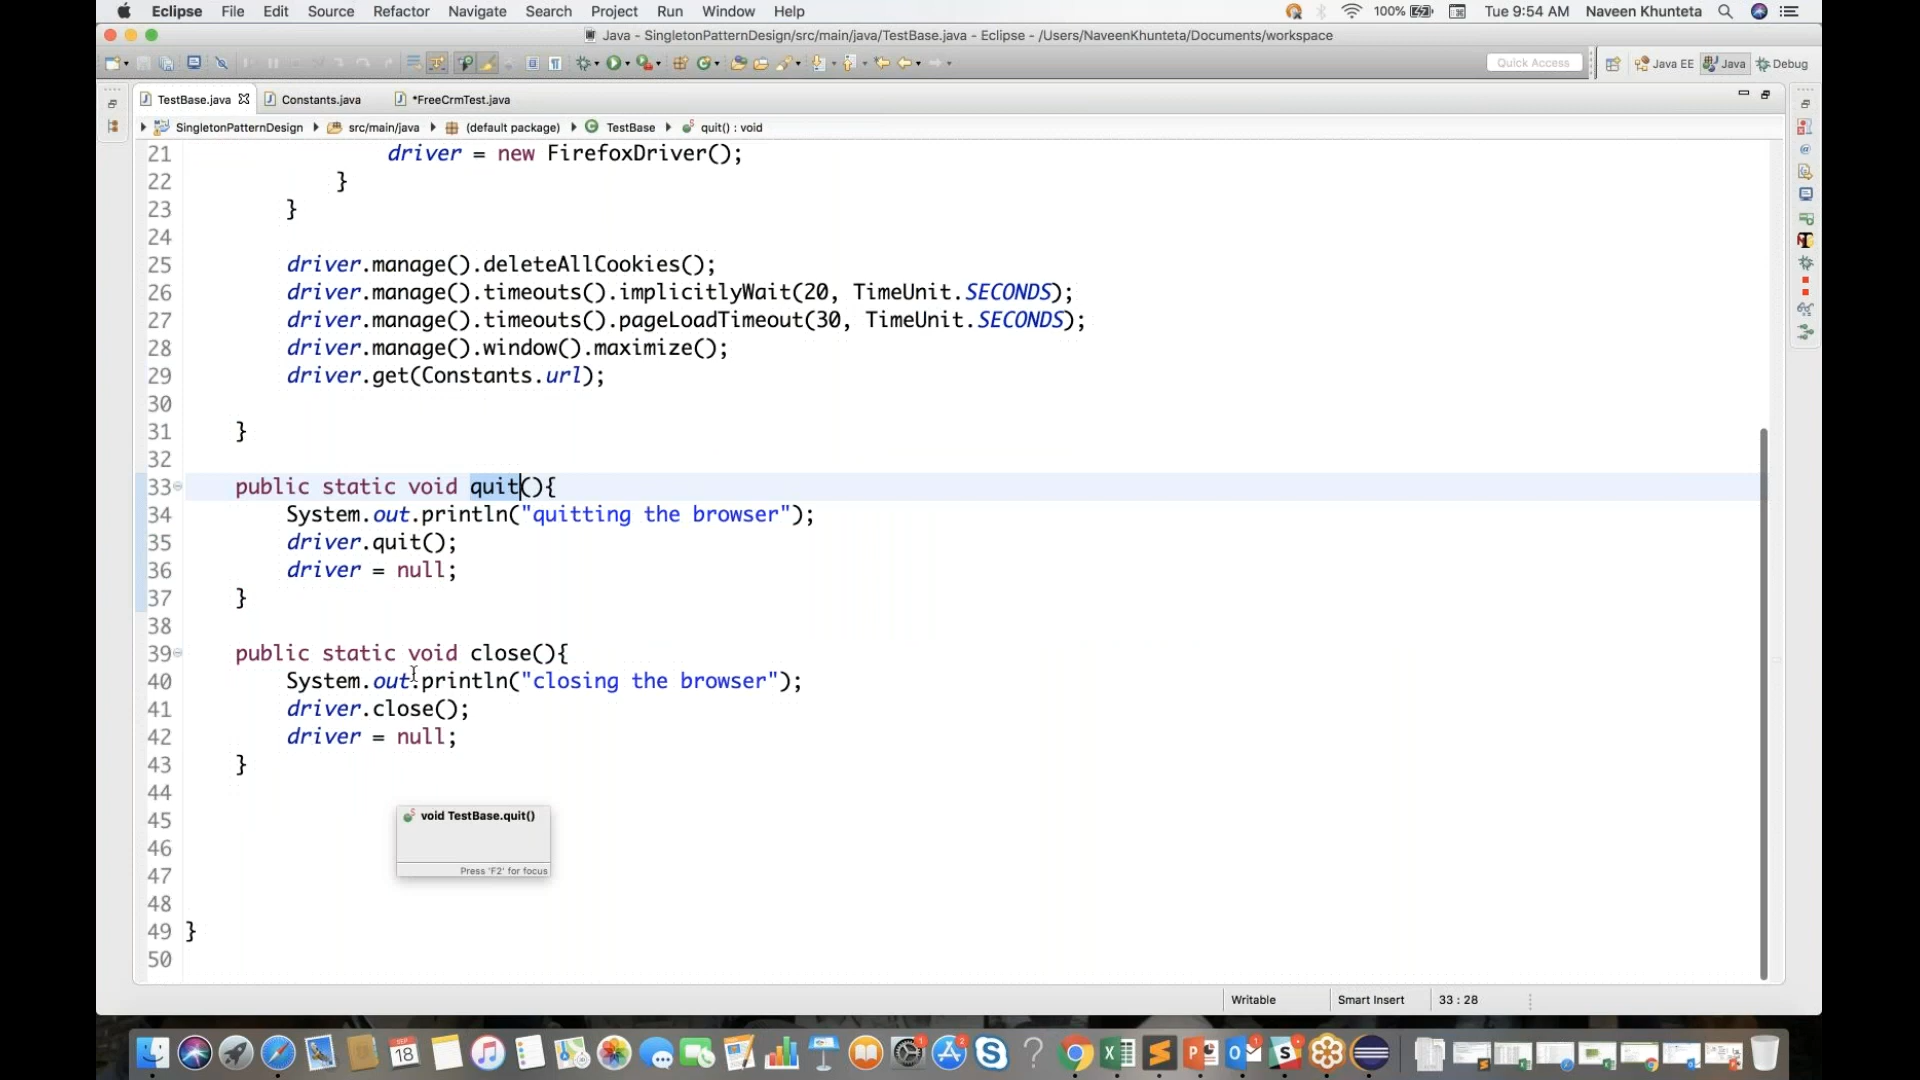 Eclipse File Edit Source Refactor Navigate Search Project Run Window Help 100% Tue 9:54 AM Naveen Khunteta
Java - SingletonPatternDesign/src/main/java/TestBase.java - Eclipse - /Users/NaveenKhunteta/Documents/workspace
Quick Access Java EE Java Debug
TestBase.java Constants.java *FreeCrmTest.java
SingletonPatternDesign src/main/java (default package) TestBase quit() : void
21 driver = new FirefoxDriver();
22 }
23 }
24
25 driver.manage().deleteAllCookies();
26 driver.manage().timeouts().implicitlyWait(20, TimeUnit.SECONDS);
27 driver.manage().timeouts().pageLoadTimeout(30, TimeUnit.SECONDS);
28 driver.manage().window().maximize();
29 driver.get(Constants.url);
30
31 }
32
33 public static void quit(){
34 System.out.println("quitting the browser");
35 driver.quit();
36 driver = null;
37 }
38
39 public static void close(){
40 System.out.println("closing the browser");
41 driver.close();
42 driver = null;
43 }
44
45
46
47
48
49 }
50
void TestBase.quit()
Press 'F2' for focus
Writable Smart Insert 33 : 28
18